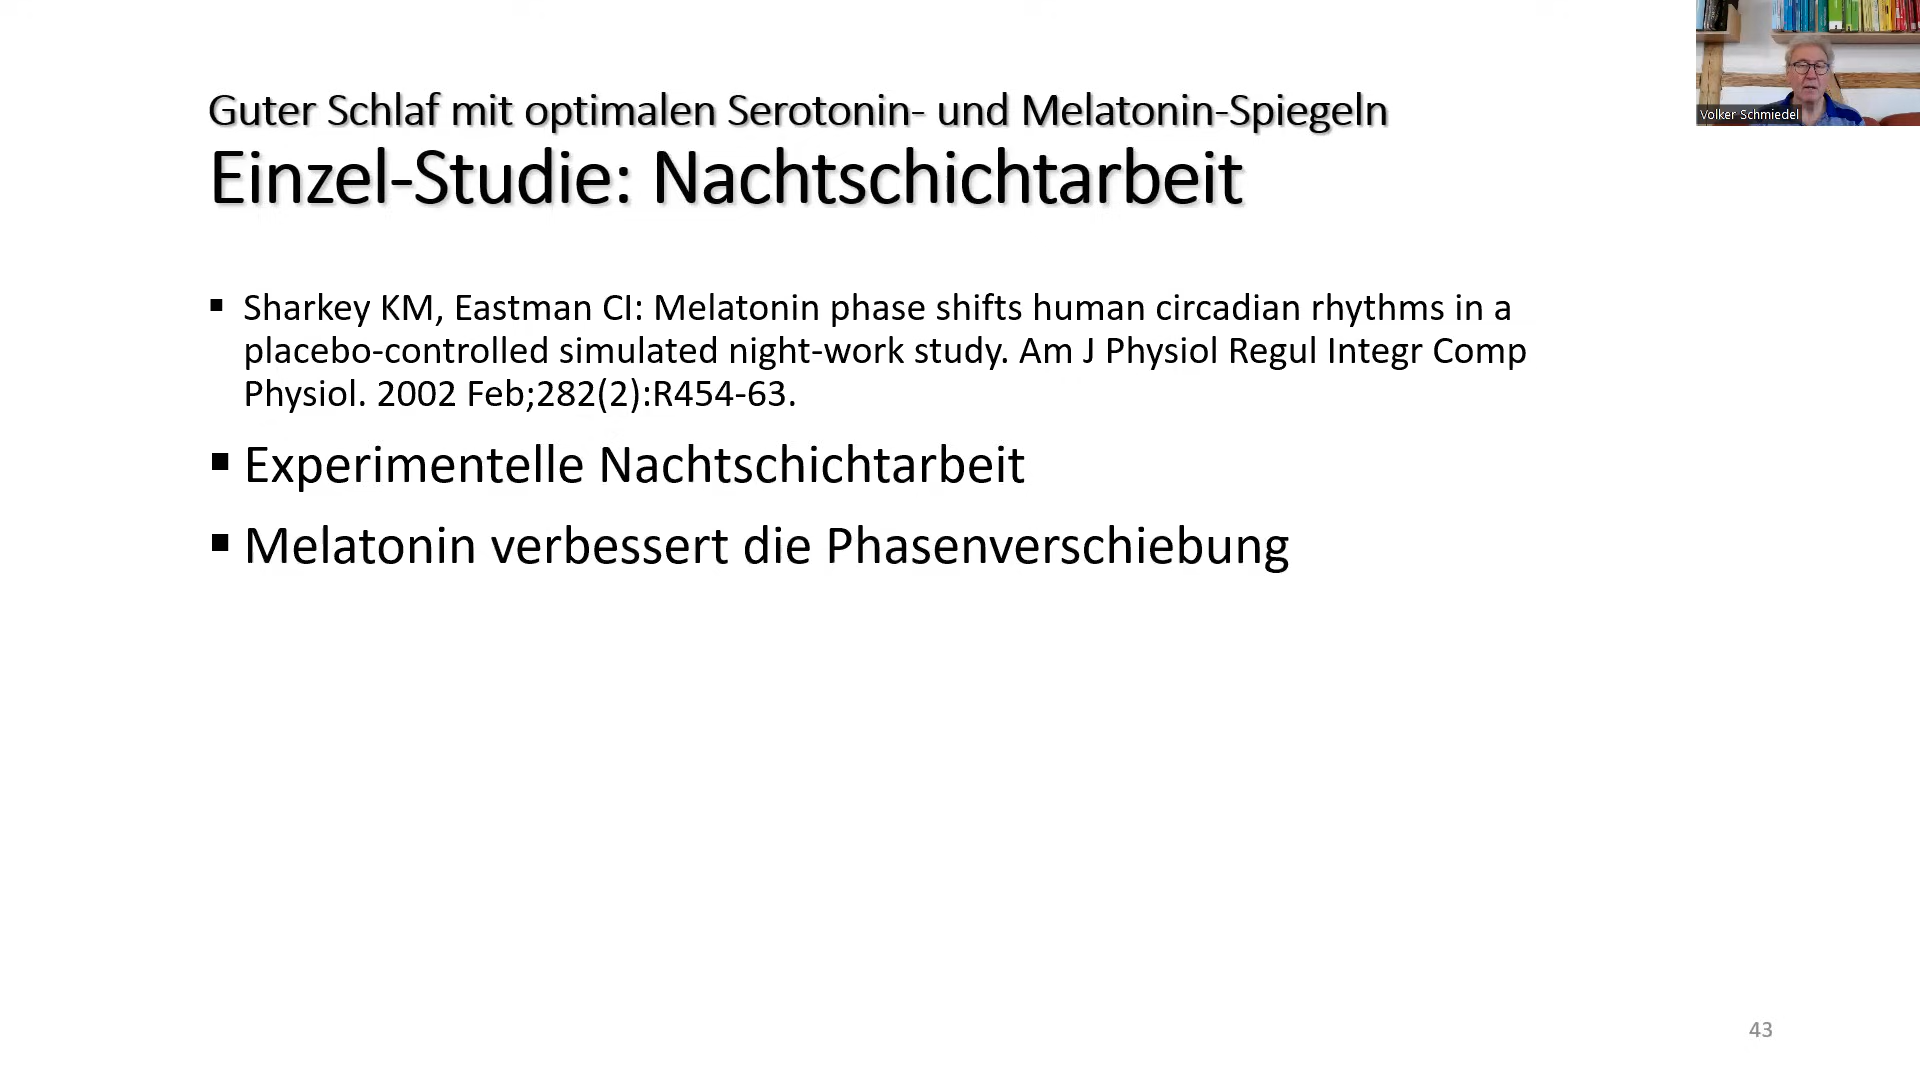 Guter Schlaf mit optimalen Serotonin- und Melatonin-Spiegeln
Einzel-Studie: Nachtschichtarbeit
Volker Schmiedel
▪ Sharkey KM, Eastman CI: Melatonin phase shifts human circadian rhythms in a
placebo-controlled simulated night-work study. Am J Physiol Regul Integr Comp
Physiol. 2002 Feb;282(2):R454-63.
▪ Experimentelle Nachtschichtarbeit
▪ Melatonin verbessert die Phasenverschiebung
43